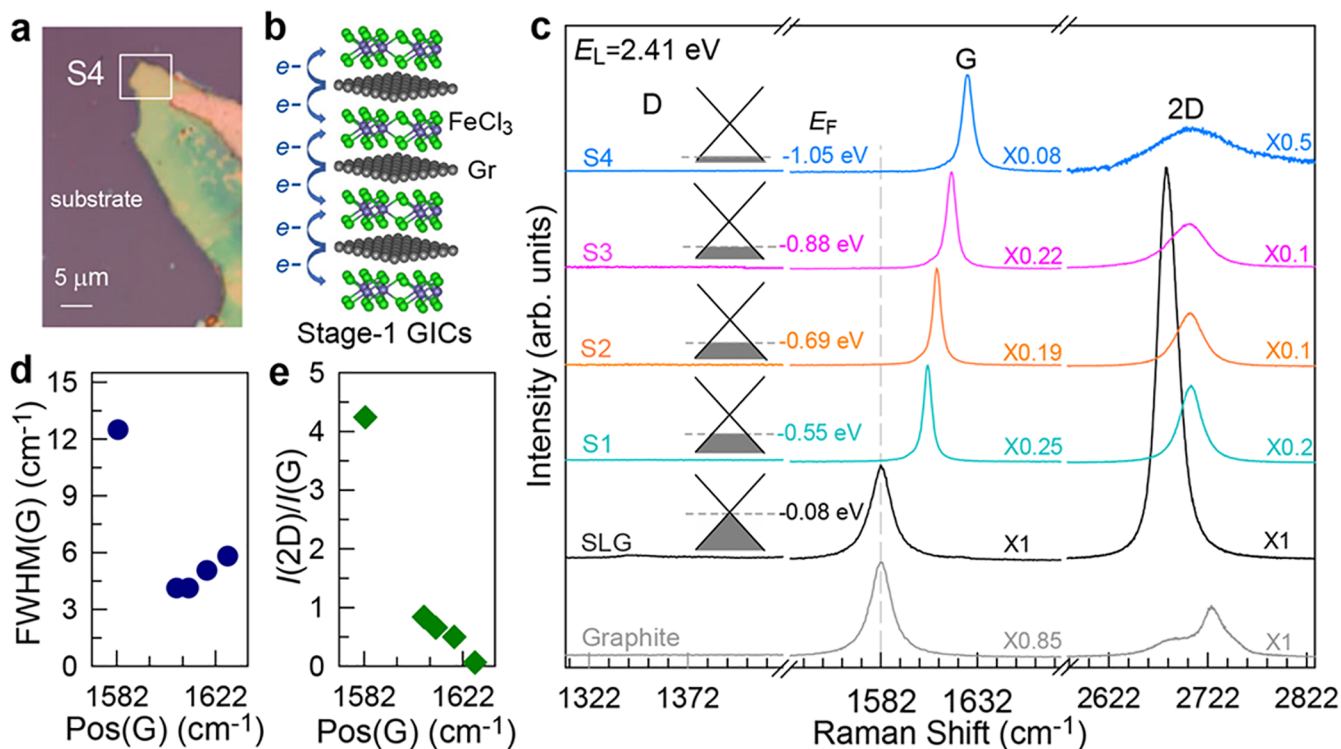 a
S4
substrate
5 μm
b
e-
e-
e-
e-
e-
e-
FeCl3
Gr
Stage-1 GICs
c
EL=2.41 eV
G
D
EF
2D
S4
-1.05 eV
X0.08
X0.5
S3
-0.88 eV
X0.22
X0.1
S2
-0.69 eV
X0.19
X0.1
S1
-0.55 eV
X0.25
X0.2
SLG
-0.08 eV
X1
X1
Graphite
X0.85
X1
Intensity (arb. units)
1322
1372
1582
1632
2622
2722
2822
Raman Shift (cm-1)
d
15
12
9
6
3
0
FWHM(G) (cm-1)
1582
1622
Pos(G) (cm-1)
e
5
4
3
2
1
0
I(2D)/I(G)
1582
1622
Pos(G) (cm-1)